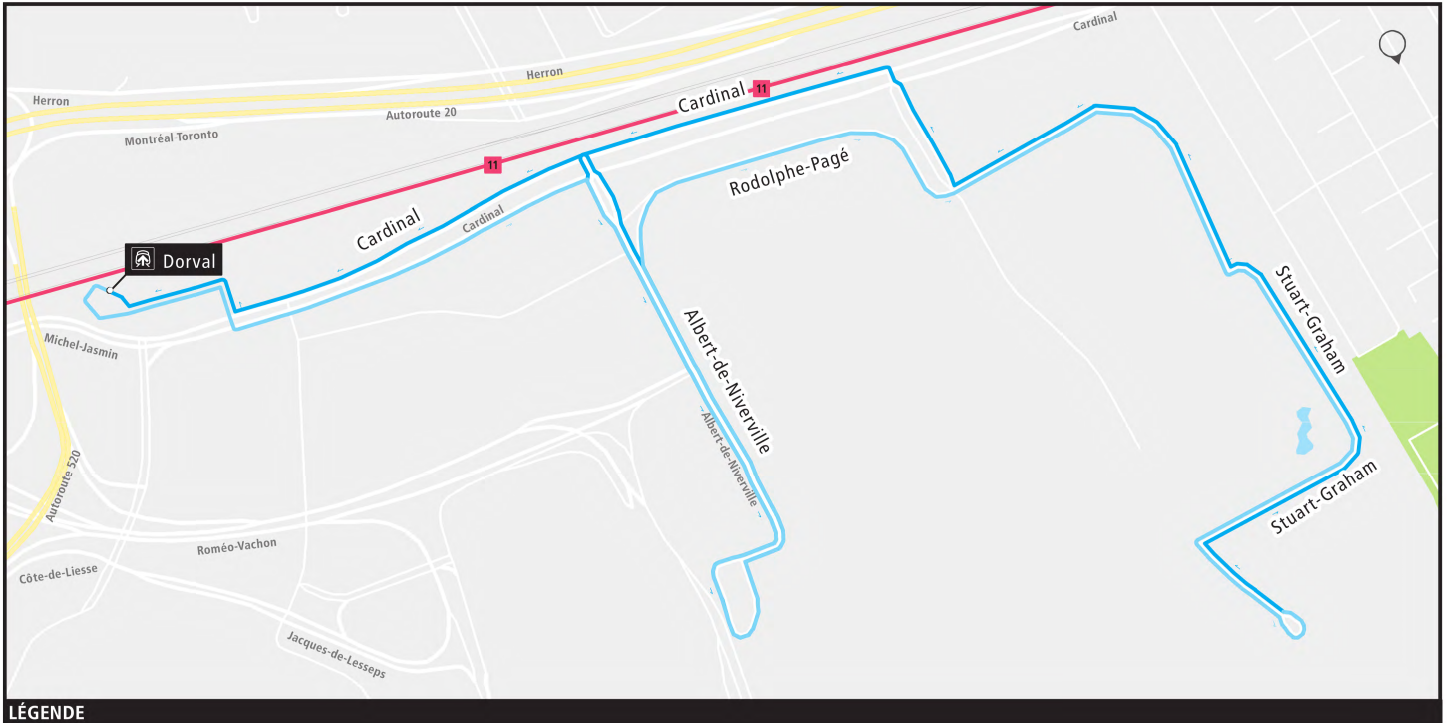 Cardinal
Herron
Herron
Cardinal
11
Autoroute 20
Montréal Toronto
11
Rodolphe-Pagé
Cardinal
Cardinal
Dorval
Stuart-Graham
Michel-Jasmin
Albert-de-Niverville
Albert-de-Niverville
Autoroute 520
Stuart-Graham
Roméo-Vachon
Côte-de-Liesse
Jacques-de-Lesseps
LÉGENDE